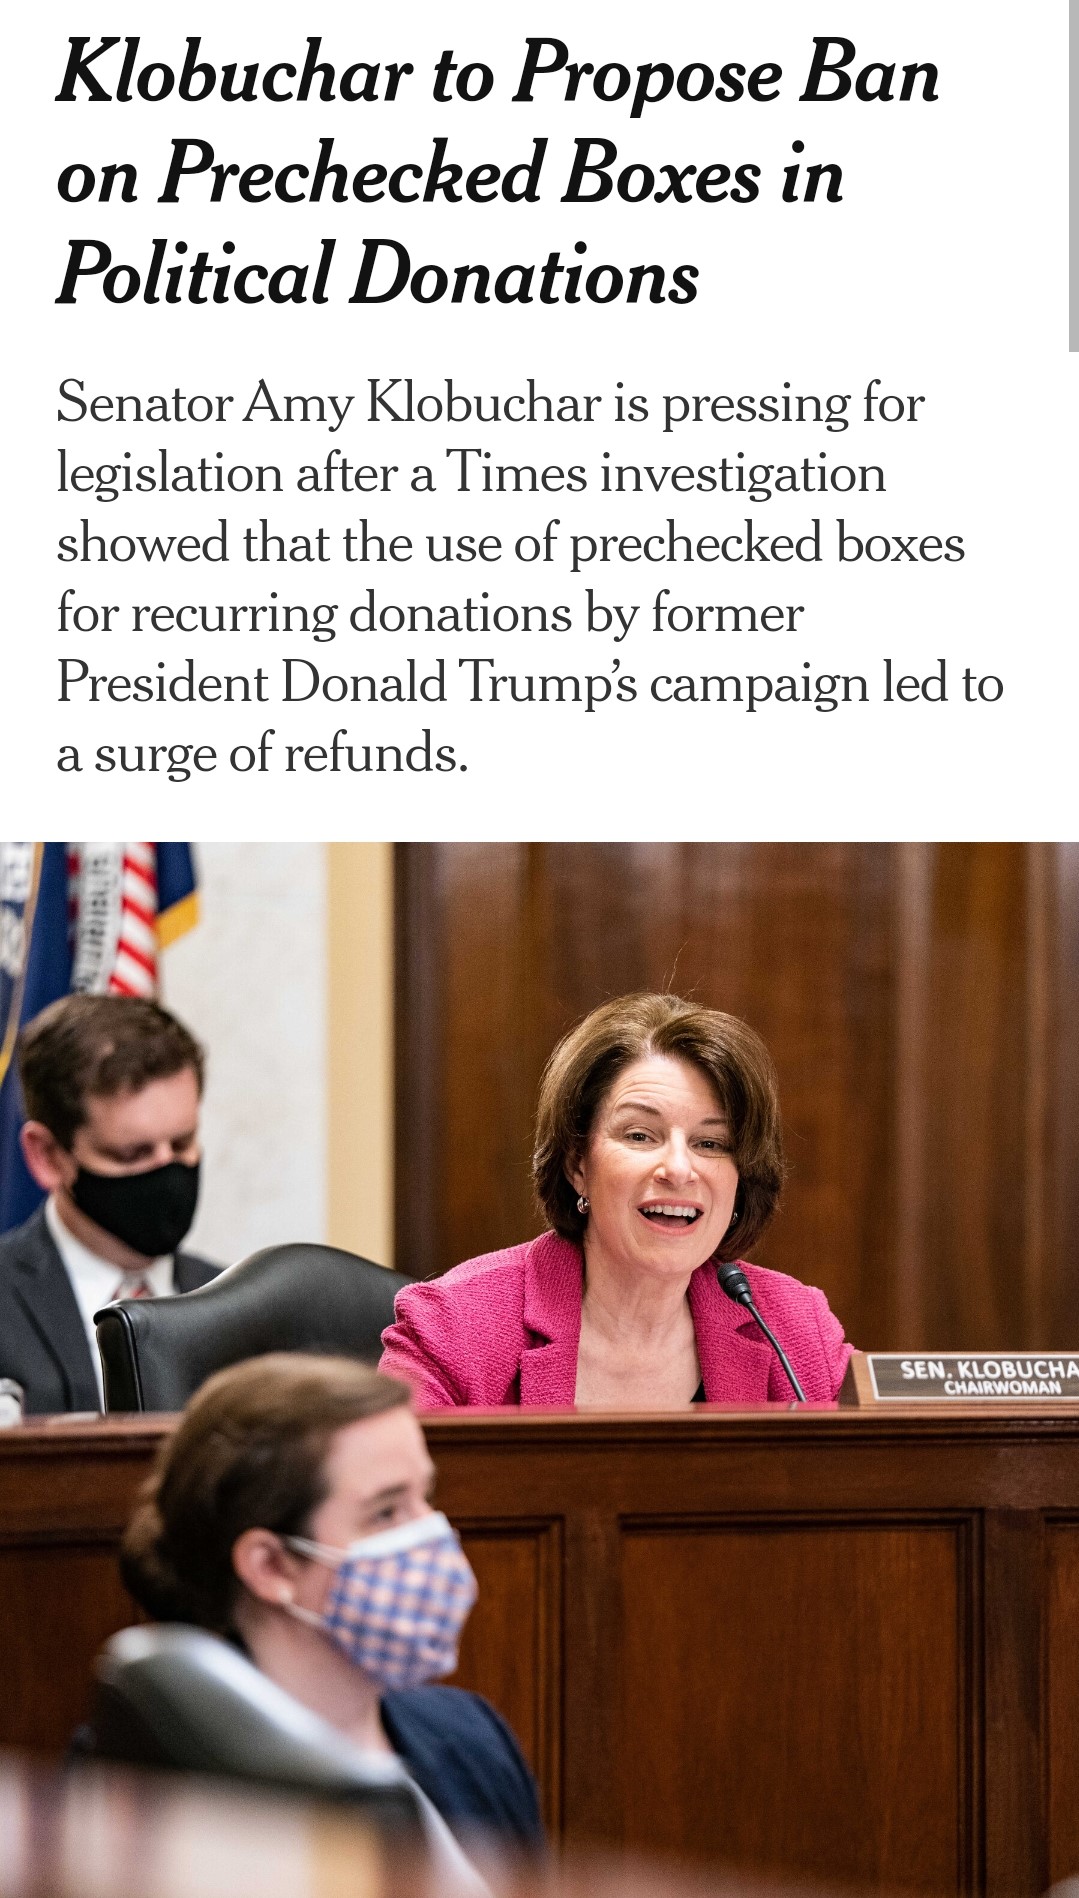 Klobuchar to Propose Ban
on Prechecked Boxes in
Political Donations
Senator Amy Klobuchar is pressing for
legislation after a Times investigation
showed that the use of prechecked boxes
for recurring donations by former
President Donald Trump’s campaign led to
a surge of refunds.
SEN. KLOBUCHA
CHAIRWOMAN